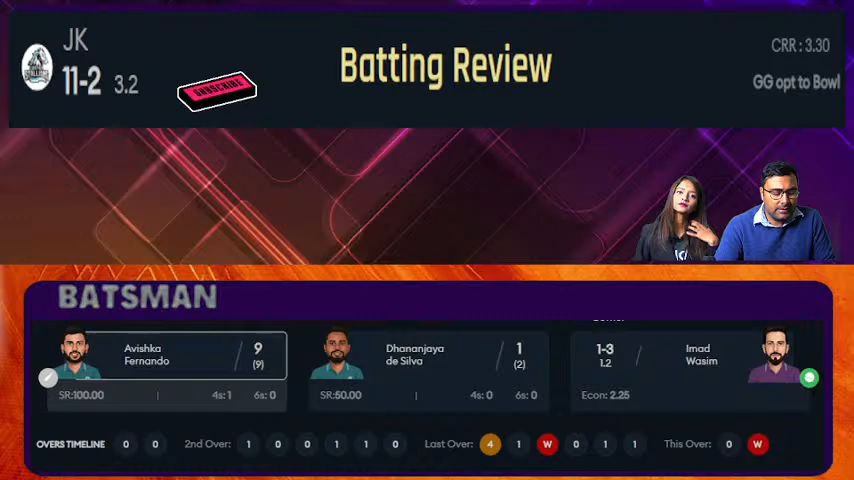 JK
11-2 3.2
SUBSCRIBE
Batting Review
CRR : 3.30
GG opt to Bowl
BATSMAN
Avishka
Fernando
9
(9)
SR:100.00 4s: 1 6s: 0
Dhananjaya
de Silva
1
(2)
SR:50.00 4s: 0 6s: 0
1-3
1.2
Imad
Wasim
Econ: 2.25
OVERS TIMELINE 0 0 2nd Over: 1 0 0 1 1 0 Last Over: 4 1 W 0 1 1 This Over: 0 W